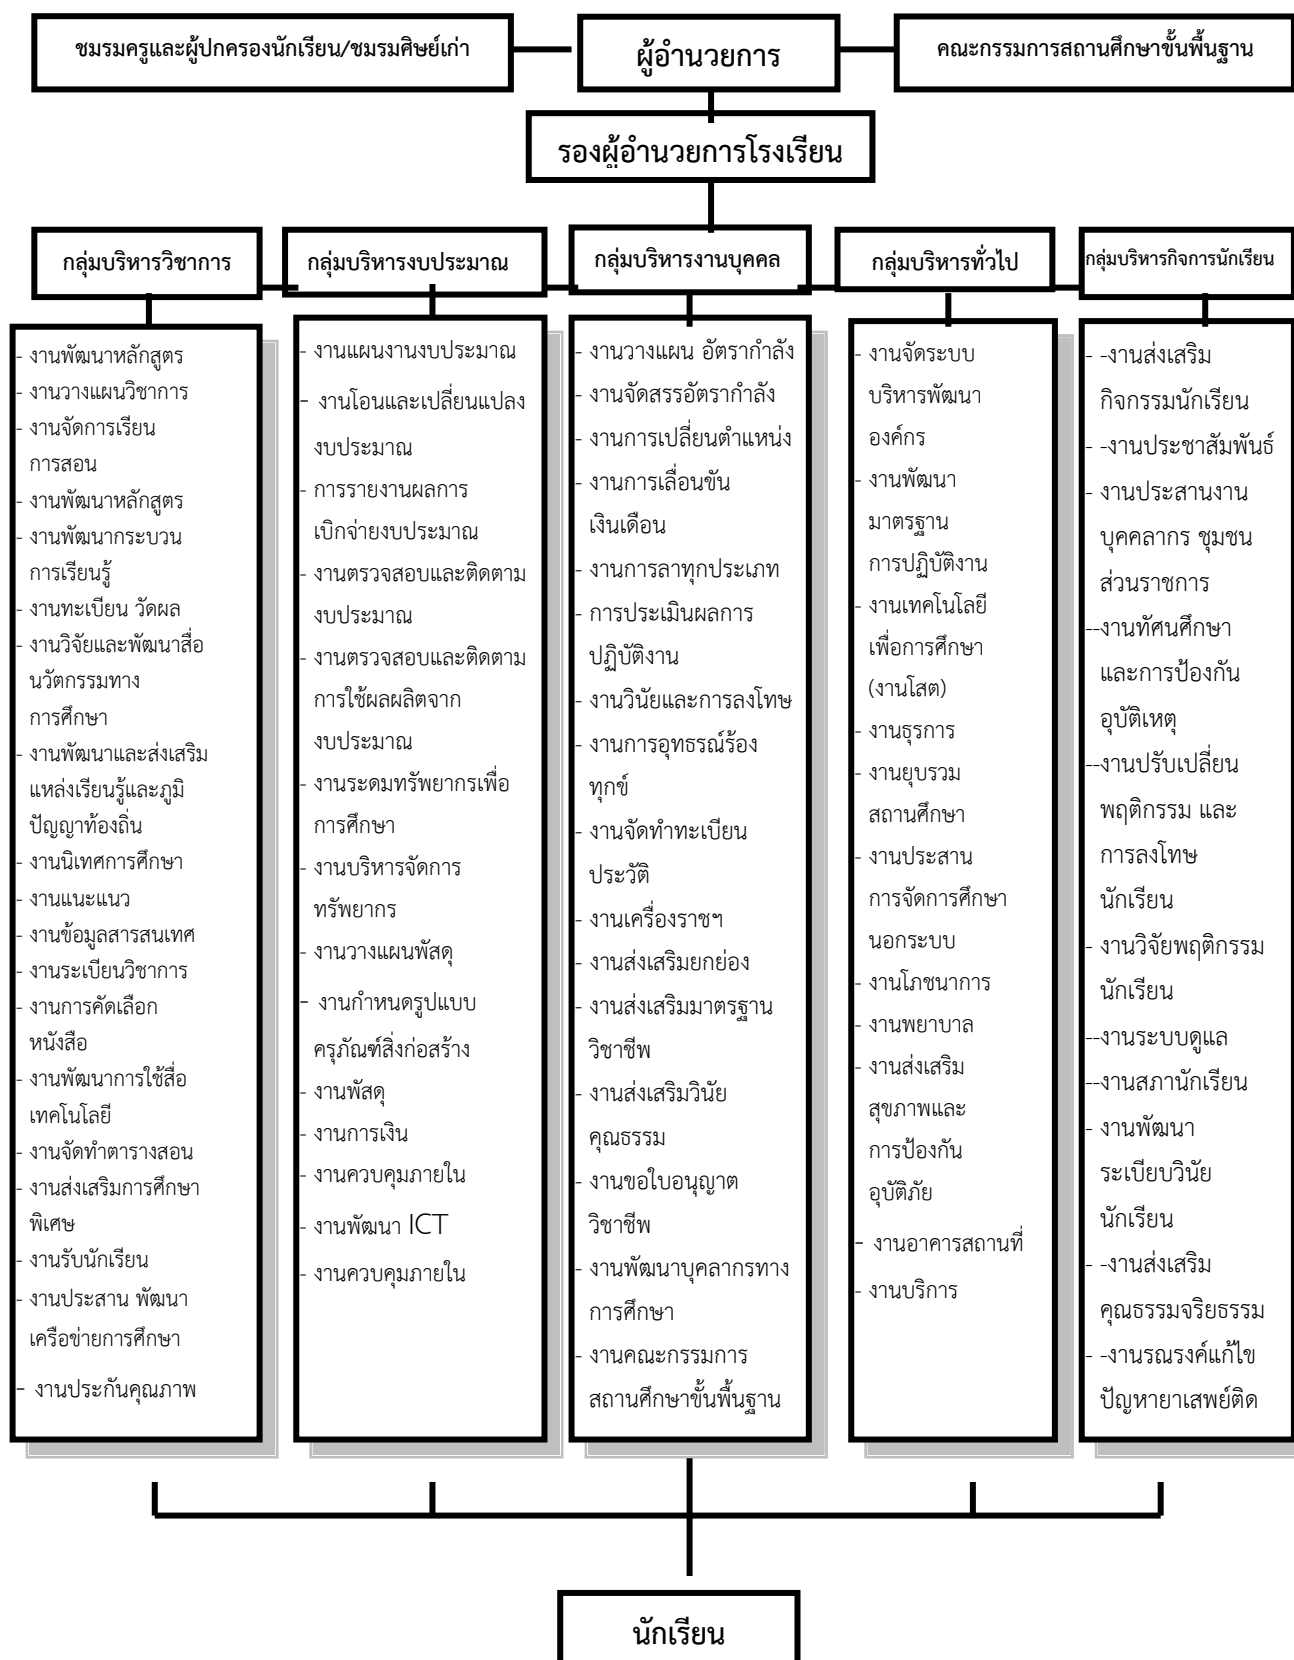 ชมรมครูและผู้ปกครองนักเรียน/ชมรมศิษย์เก่า
ผู้อำนวยการ
คณะกรรมการสถานศึกษาขั้นพื้นฐาน
รองผู้อำนวยการโรงเรียน
กลุ่มบริหารวิชาการ
กลุ่มบริหารงบประมาณ
กลุ่มบริหารงานบุคคล
กลุ่มบริหารทั่วไป
กลุ่มบริหารกิจการนักเรียน
- งานพัฒนาหลักสูตร
- งานวางแผนวิชาการ
- งานจัดการเรียน
การสอน
- งานพัฒนาหลักสูตร
- งานพัฒนากระบวน
การเรียนรู้
- งานทะเบียน วัดผล
- งานวิจัยและพัฒนาสื่อ
นวัตกรรมทาง
การศึกษา
- งานพัฒนาและส่งเสริม
แหล่งเรียนรู้และภูมิ
ปัญญาท้องถิ่น
- งานนิเทศการศึกษา
- งานแนะแนว
- งานข้อมูลสารสนเทศ
- งานระเบียนวิชาการ
- งานการคัดเลือก
หนังสือ
- งานพัฒนาการใช้สื่อ
เทคโนโลยี
- งานจัดทำตารางสอน
- งานส่งเสริมการศึกษา
พิเศษ
- งานรับนักเรียน
- งานประสาน พัฒนา
เครือข่ายการศึกษา
- งานประกันคุณภาพ
- งานแผนงานงบประมาณ
- งานโอนและเปลี่ยนแปลง
งบประมาณ
- การรายงานผลการ
เบิกจ่ายงบประมาณ
- งานตรวจสอบและติดตาม
งบประมาณ
- งานตรวจสอบและติดตาม
การใช้ผลผลิตจาก
งบประมาณ
- งานระดมทรัพยากรเพื่อ
การศึกษา
- งานบริหารจัดการ
ทรัพยากร
- งานวางแผนพัสดุ
- งานกำหนดรูปแบบ
ครุภัณฑ์สิ่งก่อสร้าง
- งานพัสดุ
- งานการเงิน
- งานควบคุมภายใน
- งานพัฒนา ICT
- งานควบคุมภายใน
- งานวางแผน อัตรากำลัง
- งานจัดสรรอัตรากำลัง
- งานการเปลี่ยนตำแหน่ง
- งานการเลื่อนขัน
เงินเดือน
- งานการลาทุกประเภท
- การประเมินผลการ
ปฏิบัติงาน
- งานวินัยและการลงโทษ
- งานการอุทธรณ์ร้อง
ทุกข์
- งานจัดทำทะเบียน
ประวัติ
- งานเครื่องราชฯ
- งานส่งเสริมยกย่อง
- งานส่งเสริมมาตรฐาน
วิชาชีพ
- งานส่งเสริมวินัย
คุณธรรม
- งานขอใบอนุญาต
วิชาชีพ
- งานพัฒนาบุคลากรทาง
การศึกษา
- งานคณะกรรมการ
สถานศึกษาขั้นพื้นฐาน
- งานจัดระบบ
บริหารพัฒนา
องค์กร
- งานพัฒนา
มาตรฐาน
การปฏิบัติงาน
- งานเทคโนโลยี
เพื่อการศึกษา
(งานโสต)
- งานธุรการ
- งานยุบรวม
สถานศึกษา
- งานประสาน
การจัดการศึกษา
นอกระบบ
- งานโภชนาการ
- งานพยาบาล
- งานส่งเสริม
สุขภาพและ
การป้องกัน
อุบัติภัย
- งานอาคารสถานที่
- งานบริการ
- -งานส่งเสริม
กิจกรรมนักเรียน
- -งานประชาสัมพันธ์
- งานประสานงาน
บุคคลากร ชุมชน
ส่วนราชการ
--งานทัศนศึกษา
และการป้องกัน
อุบัติเหตุ
--งานปรับเปลี่ยน
พฤติกรรม และ
การลงโทษ
นักเรียน
- งานวิจัยพฤติกรรม
นักเรียน
--งานระบบดูแล
--งานสภานักเรียน
- งานพัฒนา
ระเบียบวินัย
นักเรียน
- -งานส่งเสริม
คุณธรรมจริยธรรม
- -งานรณรงค์แก้ไข
ปัญหายาเสพย์ติด
นักเรียน